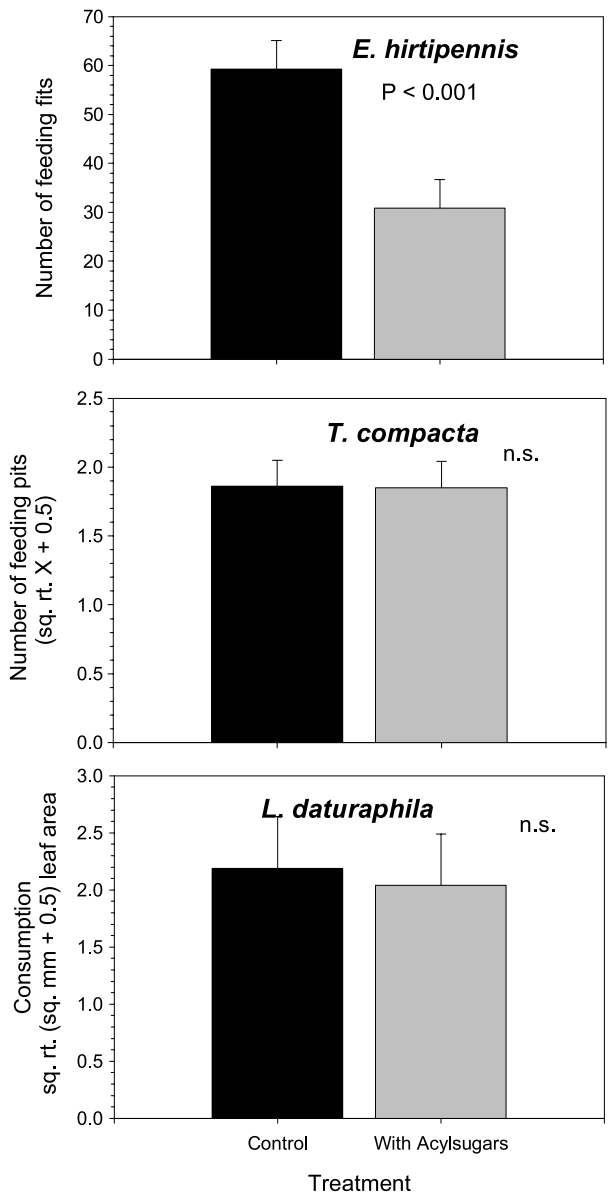 70
60
50
40
30
20
10
0
Number of feeding fits
E. hirtipennis
P < 0.001
2.5
2.0
1.5
1.0
0.5
0.0
Number of feeding pits
(sq. rt. X + 0.5)
T. compacta
n.s.
3.0
2.5
2.0
1.5
1.0
0.5
0.0
Consumption
sq. rt. (sq. mm + 0.5) leaf area
L. daturaphila
n.s.
Control
With Acylsugars
Treatment